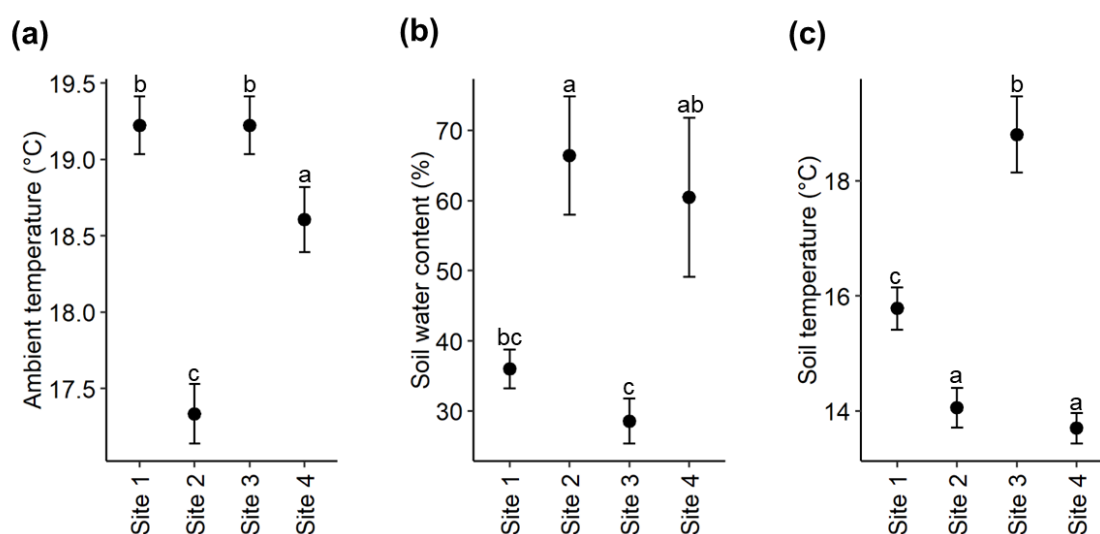 (a)
Ambient temperature (°C)
19.5
19.0
18.5
18.0
17.5
b
c
b
a
Site 1
Site 2
Site 3
Site 4
(b)
Soil water content (%)
70
60
50
40
30
bc
a
c
ab
Site 1
Site 2
Site 3
Site 4
(c)
Soil temperature (°C)
18
16
14
c
a
b
a
Site 1
Site 2
Site 3
Site 4